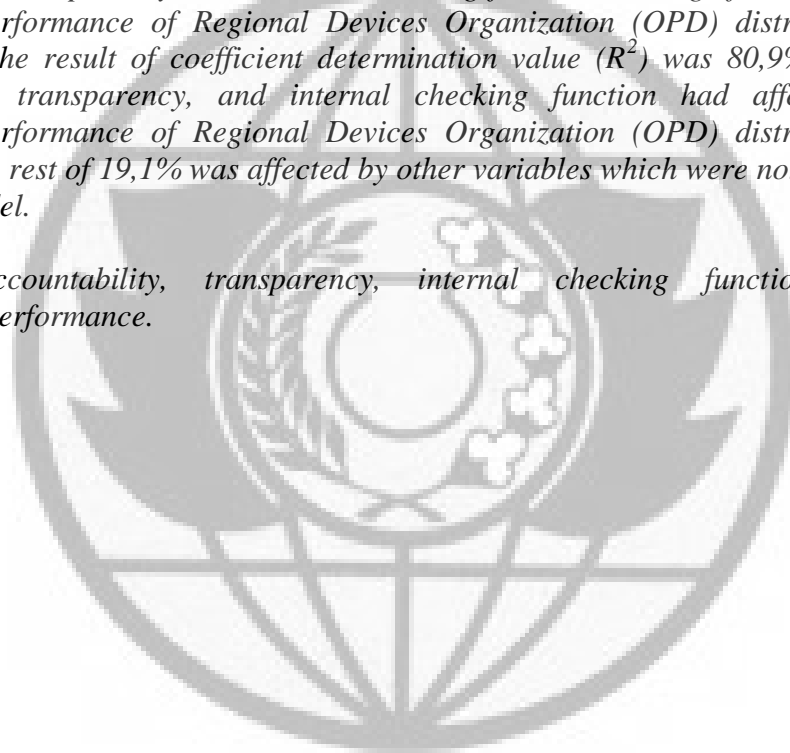 rformance of Regional Devices Organization (OPD) distr
he result of coefficient determination value (R²) was 80,9%
transparency, and internal checking function had affe
rformance of Regional Devices Organization (OPD) distr
rest of 19,1% was affected by other variables which were no
el.
ccountability, transparency, internal checking functio
erformance.